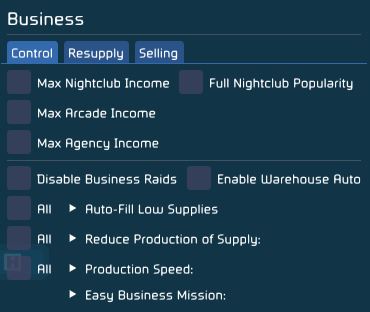 Business
Control Resupply Selling
Max Nightclub Income Full Nightclub Popularity
Max Arcade Income
Max Agency Income
Disable Business Raids Enable Warehouse Auto
All Auto-Fill Low Supplies
All Reduce Production of Supply:
All Production Speed:
Easy Business Mission: